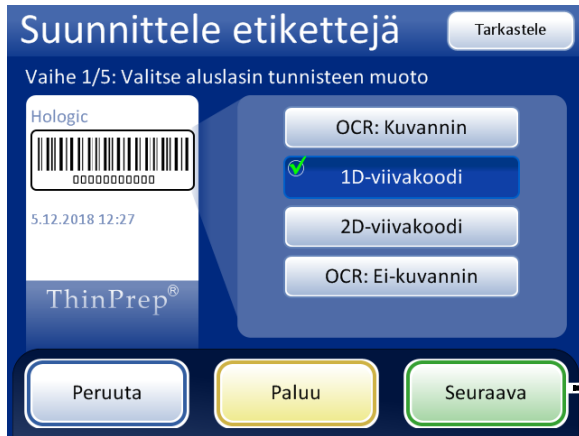 Suunnittele etikettejä
Tarkastele
Vaihe 1/5: Valitse aluslasin tunnisteen muoto
Hologic
00000000000
5.12.2018 12:27
ThinPrep®
OCR: Kuvannin
1D-viivakoodi
2D-viivakoodi
OCR: Ei-kuvannin
Peruuta
Paluu
Seuraava